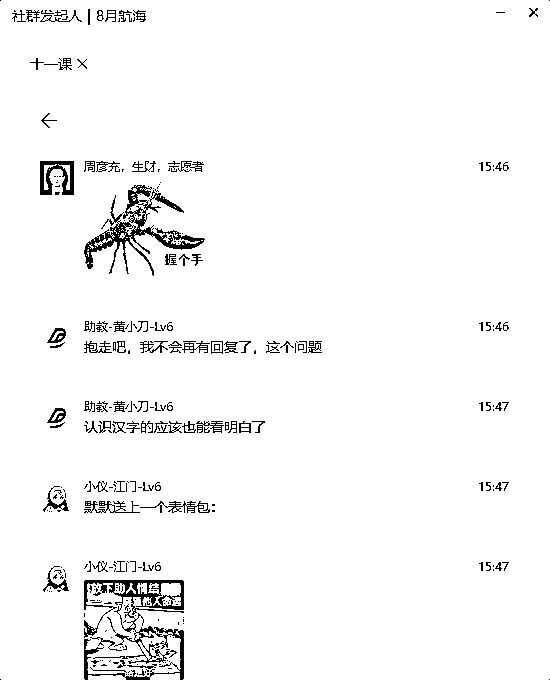 社群发起人 | 8月航海
十一课 ×
周彦充，生财，志愿者
15:46
握个手
助教-黄小刀-Lv6
15:46
抱走吧，我不会再有回复了，这个问题
助教-黄小刀-Lv6
15:47
认识汉字的应该也能看明白了
小仪-江门-Lv6
15:47
默默送上一个表情包：
小仪-江门-Lv6
15:47
放下助人情结
尊重他人命运